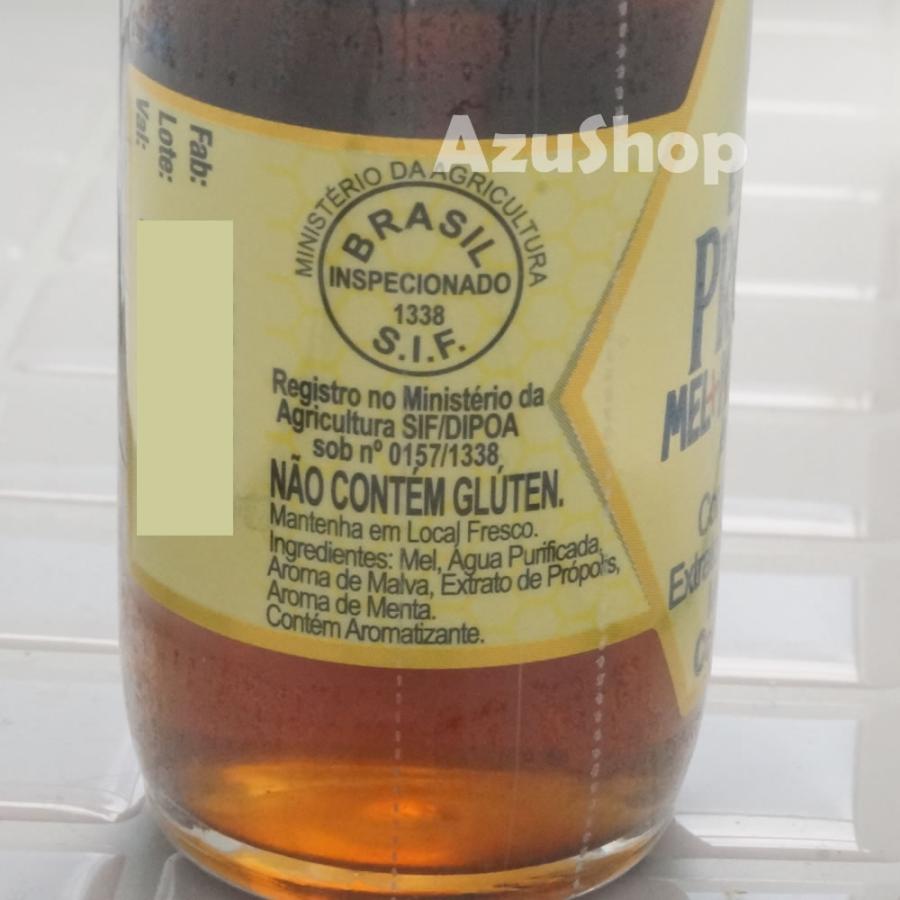 AzuShop
Fab:
Lote:
Val:
MINISTÉRIO DA AGRICULTURA
BRASIL
INSPECIONADO
1338
S.I.F.
Registro no Ministério da
Agricultura SIF/DIPOA
sob nº 0157/1338
NÃO CONTÉM GLÚTEN.
Mantenha em Local Fresco.
Ingredientes: Mel, Água Purificada,
Aroma de Malva, Extrato de Própolis,
Aroma de Menta.
Contém Aromatizante.
MEL+